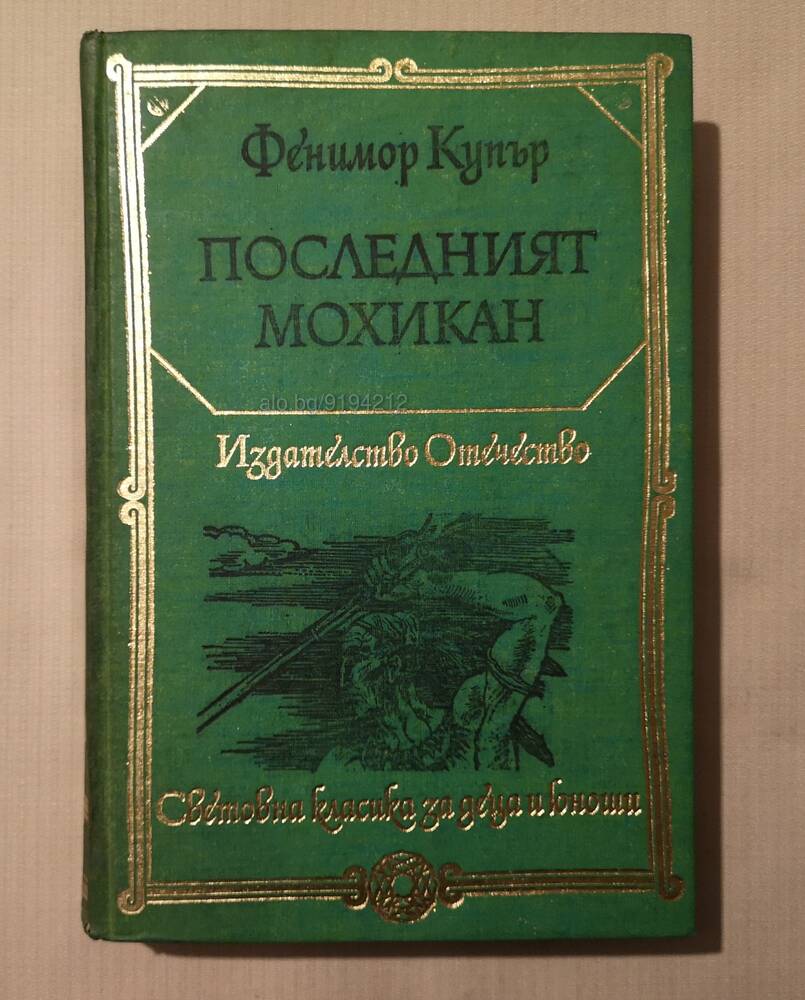 Фенимор Купър
ПОСЛЕДНИЯТ
МОХИКАН
alo.bg/9194212
Издателство Отечество
Световна класика за деца и юноши